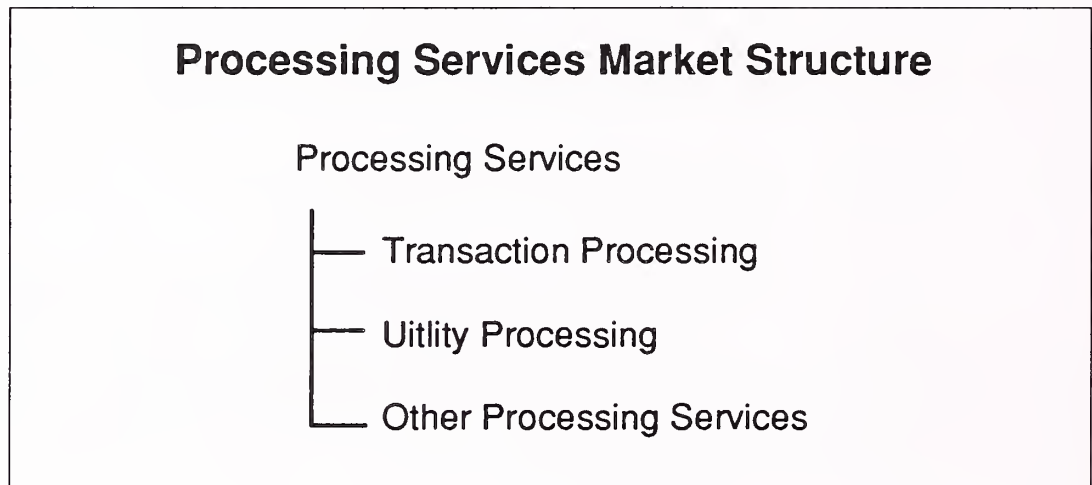 Processing Services Market Structure
Processing Services
Transaction Processing
Uitlity Processing
Other Processing Services